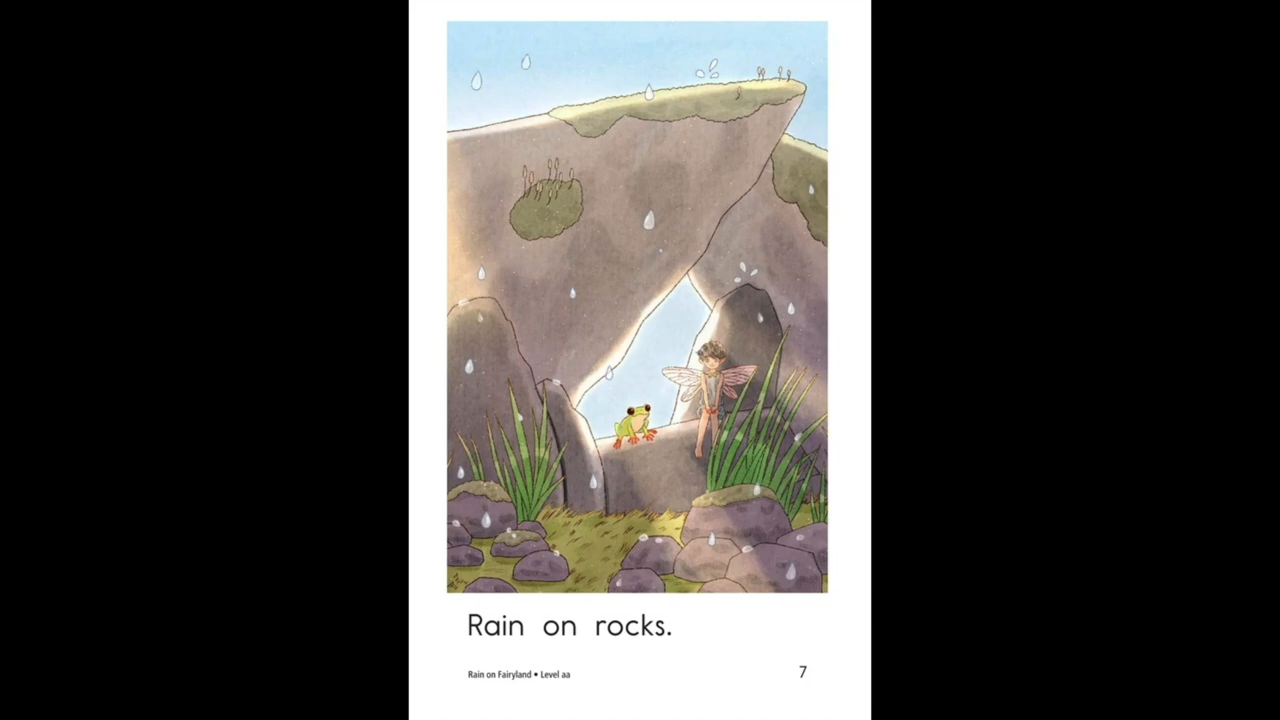 Rain on rocks.
Rain on Fairyland • Level aa
7